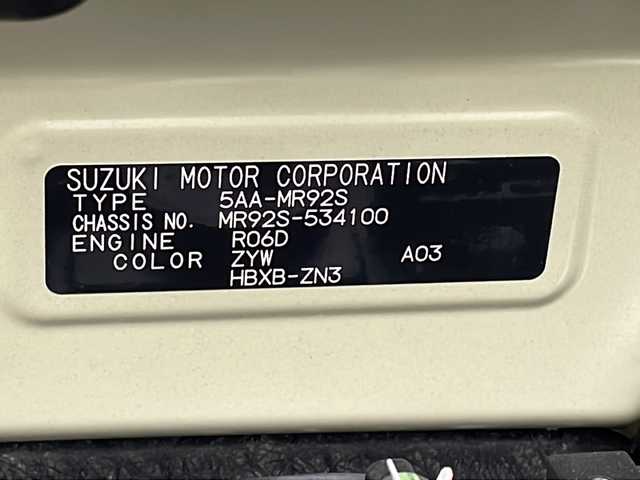 SUZUKI MOTOR CORPORATION
TYPE 5AA-MR92S
CHASSIS NO. MR92S-534100
ENGINE R06D
COLOR ZYW A03
HBXB-ZN3